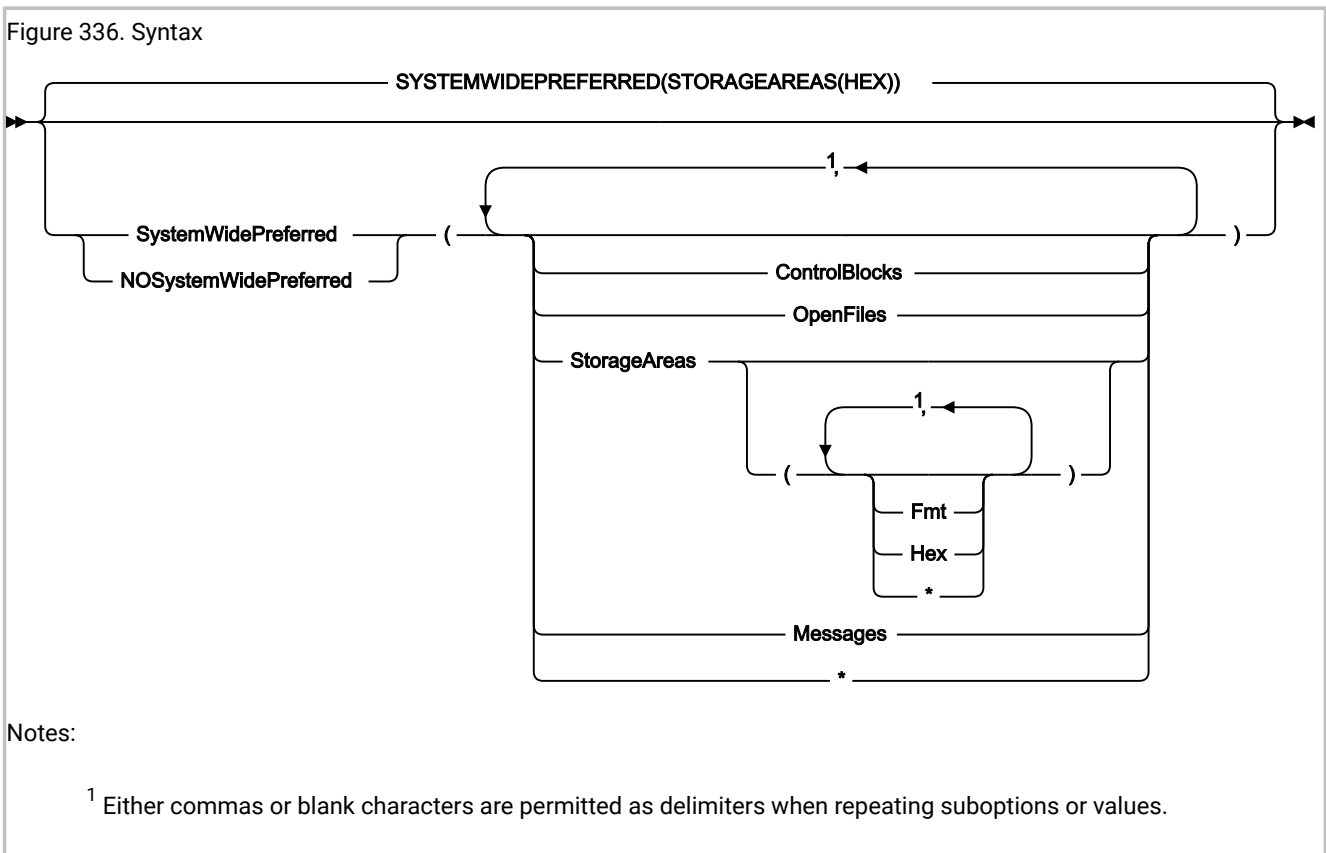 Figure 336. Syntax
SYSTEMWIDEPREFERRED(STORAGEAREAS(HEX))
1,
SystemWidePreferred ( )
NOSystemWidePreferred
ControlBlocks
OpenFiles
StorageAreas
1,
( )
Fmt
Hex
*
Messages
*
Notes:
1 Either commas or blank characters are permitted as delimiters when repeating suboptions or values.